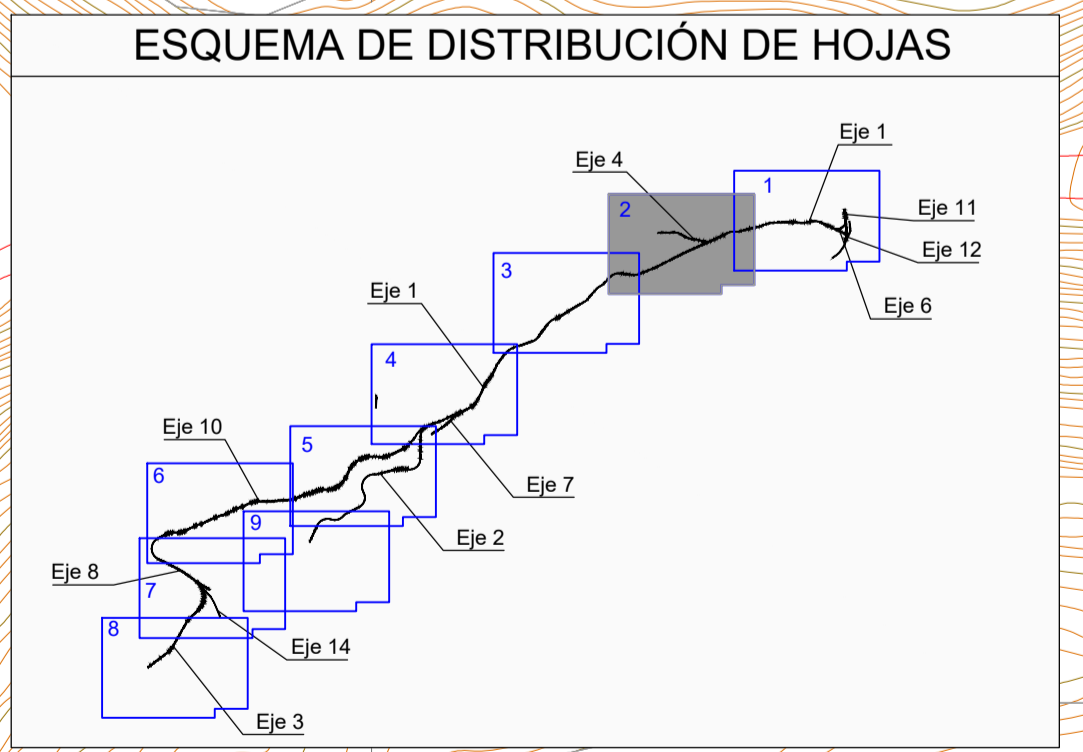 ESQUEMA DE DISTRIBUCIÓN DE HOJAS
Eje 1
Eje 4
1
2
Eje 11
Eje 12
3
Eje 1
Eje 6
4
Eje 10
5
6
Eje 7
9
Eje 2
Eje 8
7
8
Eje 14
Eje 3